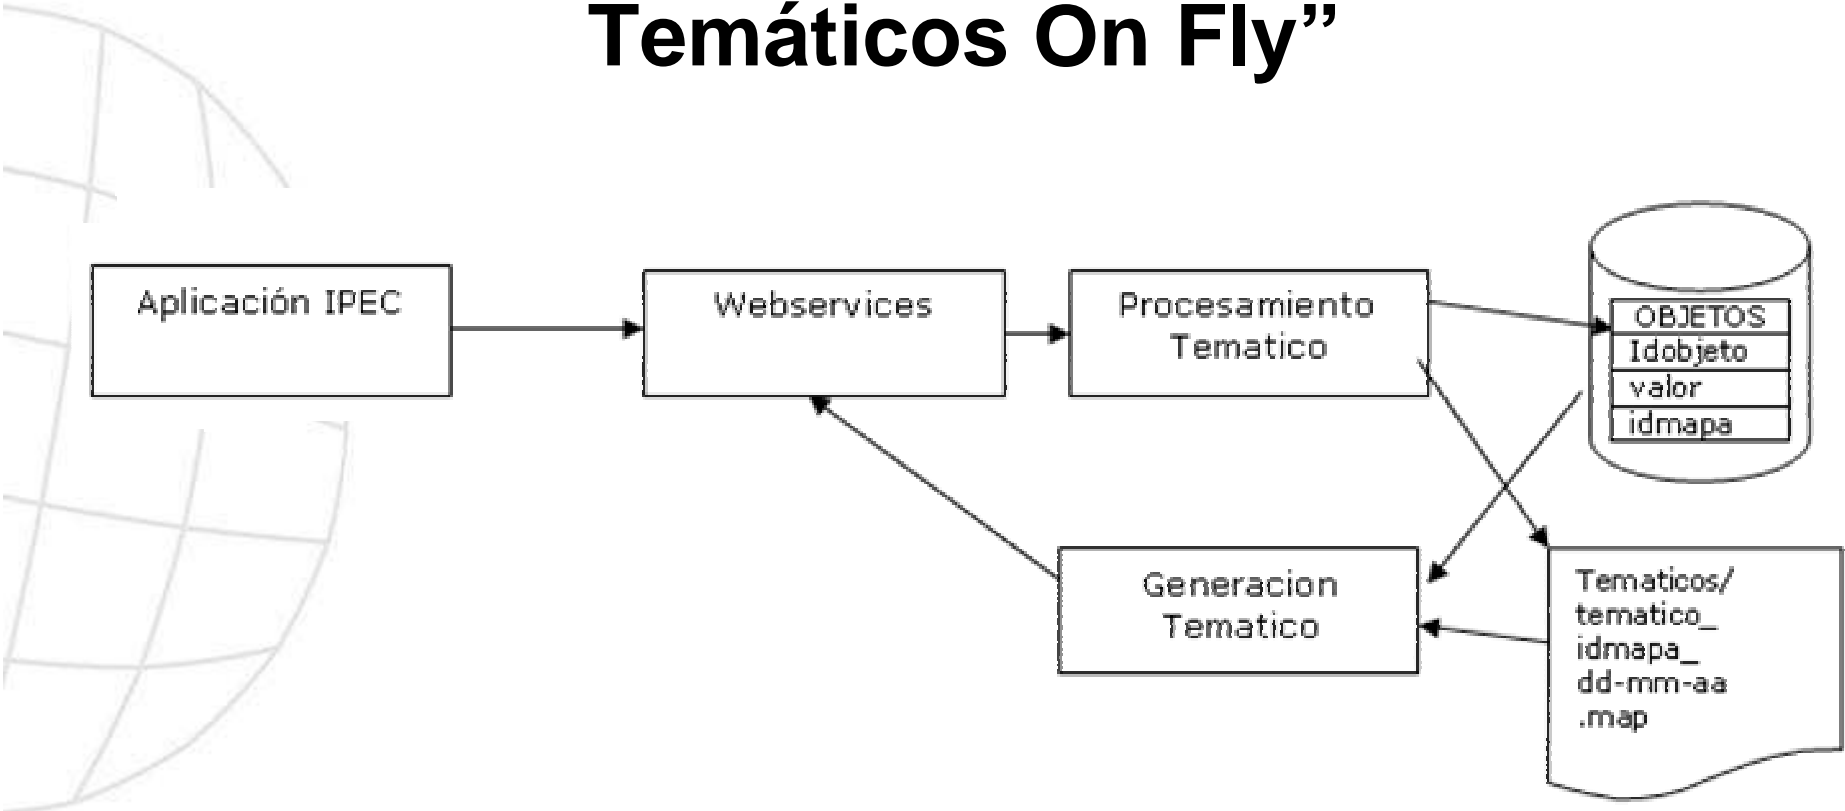 Temáticos On Fly”
Aplicación IPEC
Webservices
Procesamiento
Tematico
OBJETOS
Idobjeto
valor
idmapa
Generacion
Tematico
Tematicos/
tematico_
idmapa_
dd-mm-aa
.map